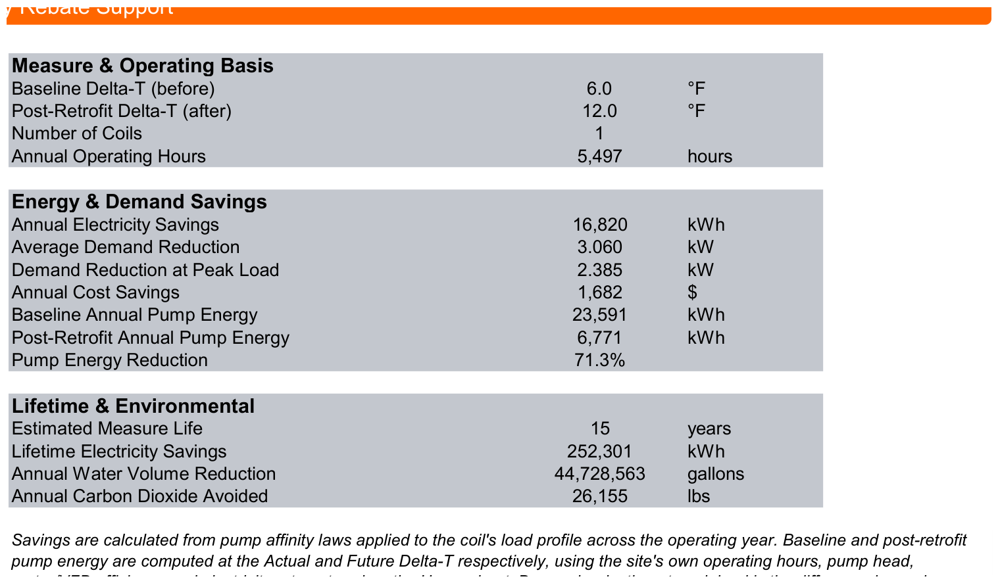 Rebate Support
Measure & Operating Basis
Baseline Delta-T (before) 6.0 °F
Post-Retrofit Delta-T (after) 12.0 °F
Number of Coils 1
Annual Operating Hours 5,497 hours
Energy & Demand Savings
Annual Electricity Savings 16,820 kWh
Average Demand Reduction 3.060 kW
Demand Reduction at Peak Load 2.385 kW
Annual Cost Savings 1,682 $
Baseline Annual Pump Energy 23,591 kWh
Post-Retrofit Annual Pump Energy 6,771 kWh
Pump Energy Reduction 71.3%
Lifetime & Environmental
Estimated Measure Life 15 years
Lifetime Electricity Savings 252,301 kWh
Annual Water Volume Reduction 44,728,563 gallons
Annual Carbon Dioxide Avoided 26,155 lbs
Savings are calculated from pump affinity laws applied to the coil's load profile across the operating year. Baseline and post-retrofit
pump energy are computed at the Actual and Future Delta-T respectively, using the site's own operating hours, pump head,